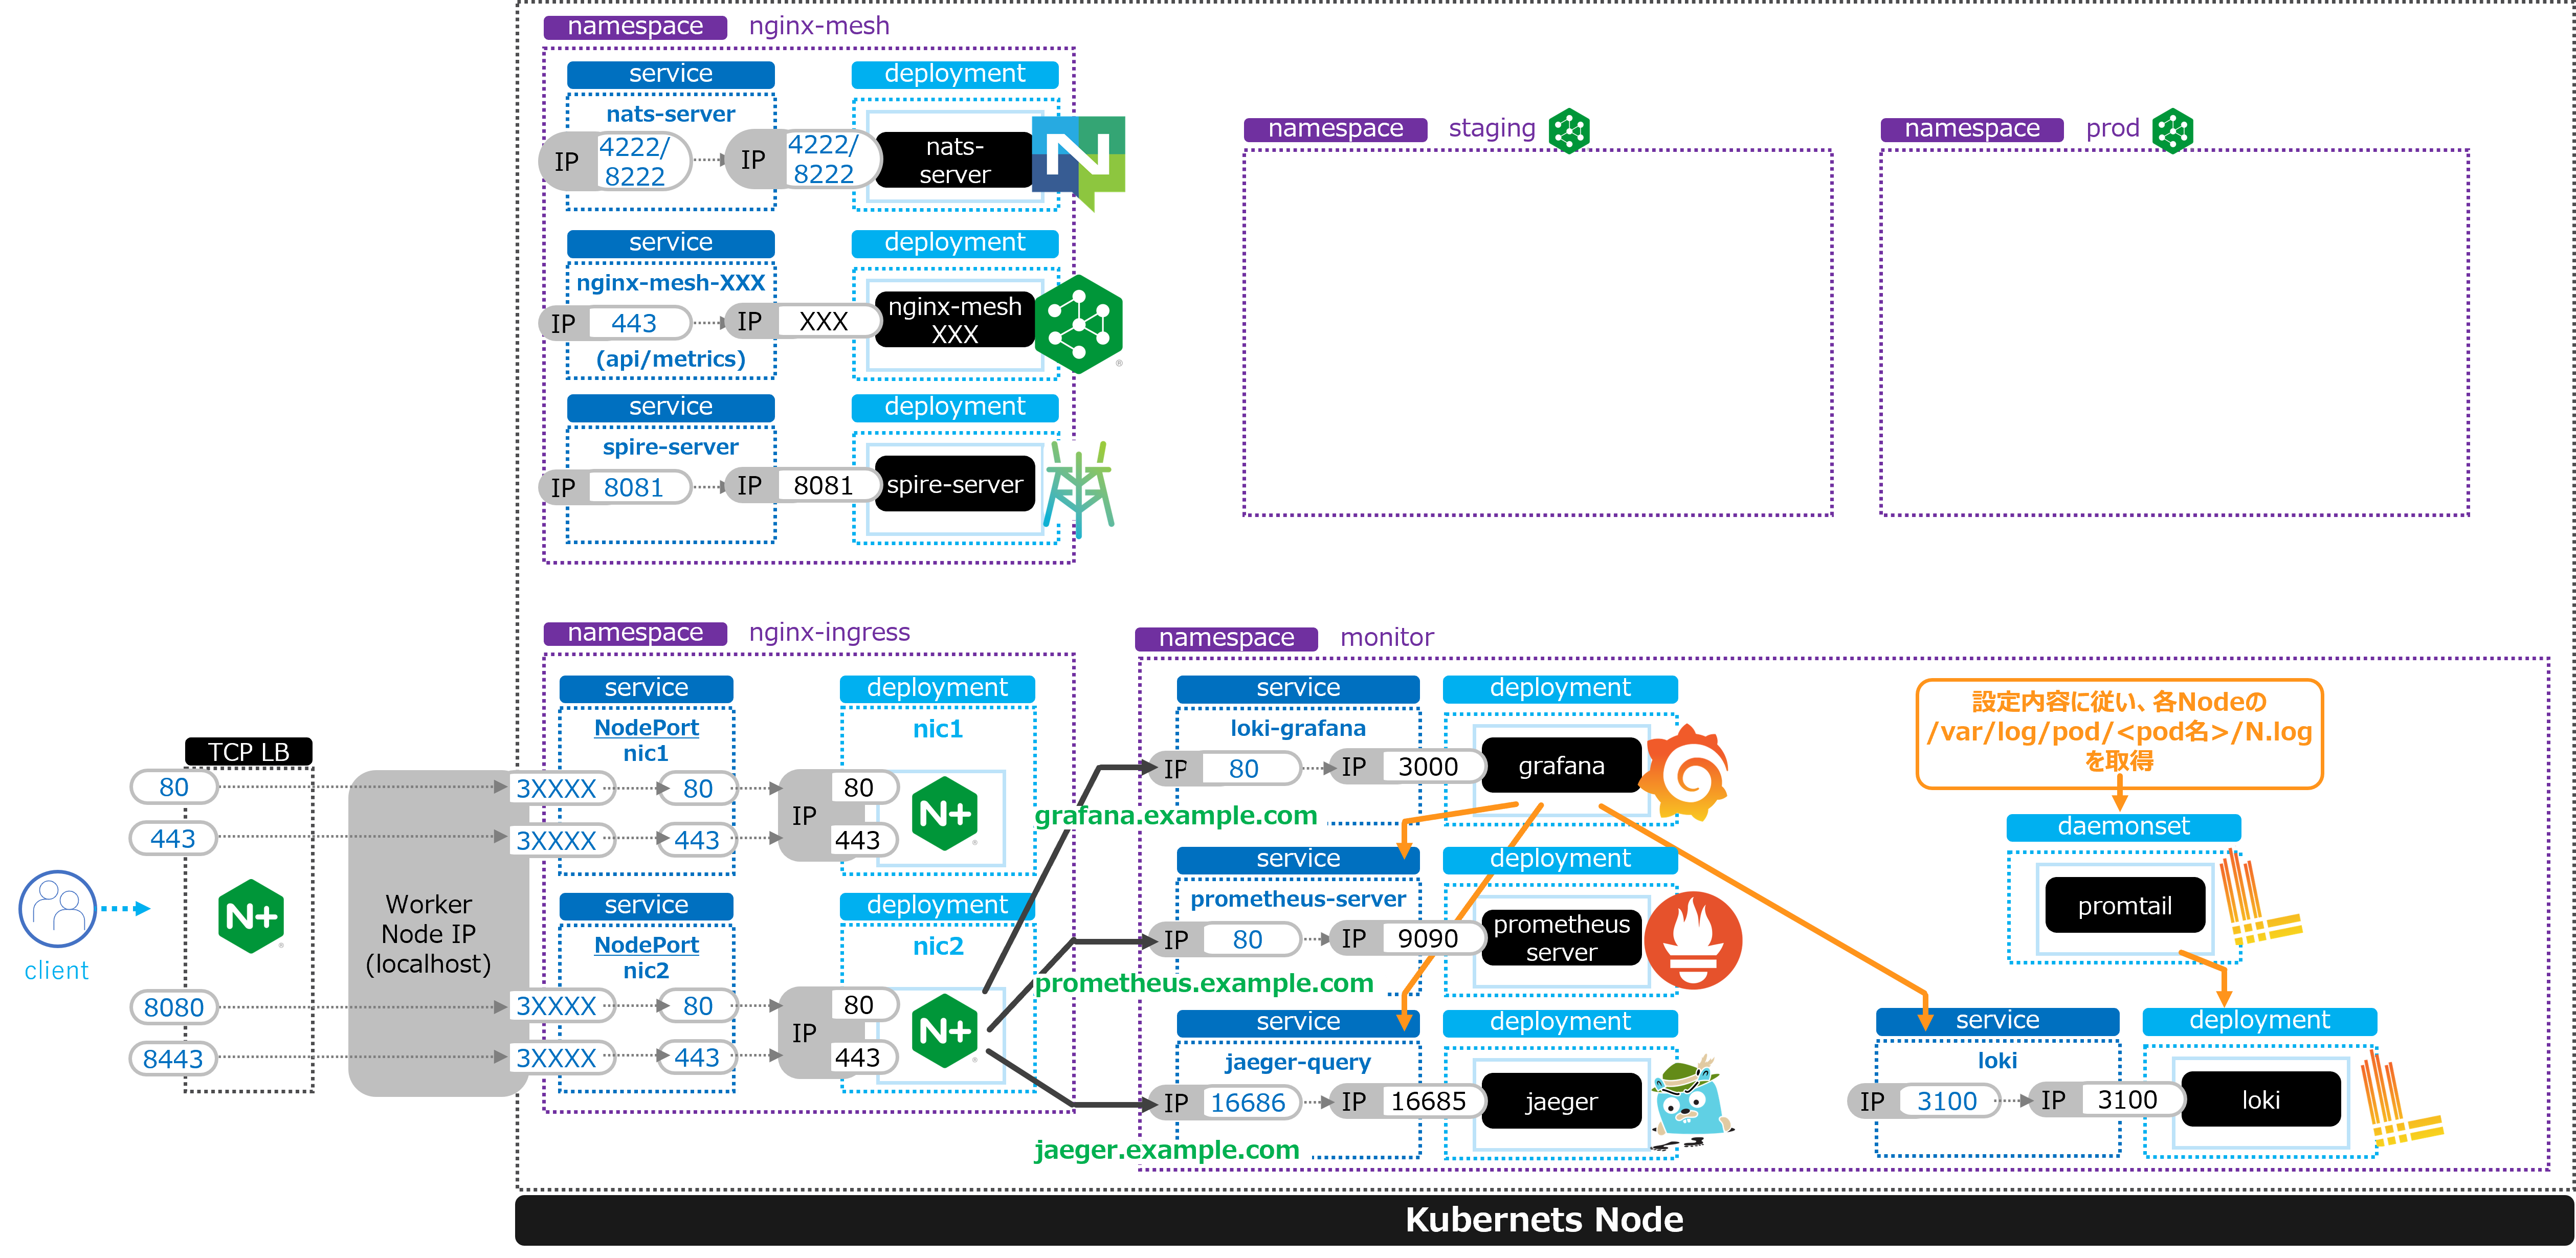 namespace nginx-mesh
service
deployment
nats-server
IP
4222/
8222
IP
4222/
8222
nats-
server
service
deployment
nginx-mesh-XXX
IP 443
IP XXX
nginx-mesh
XXX
(api/metrics)
service
deployment
spire-server
IP 8081
IP 8081
spire-server
namespace staging
namespace prod
client
TCP LB
80
443
8080
8443
N+
Worker
Node IP
(localhost)
namespace nginx-ingress
service
deployment
NodePort
nic1
nic1
3XXXX 80
3XXXX 443
IP
80
443
N+
service
deployment
NodePort
nic2
nic2
3XXXX 80
3XXXX 443
IP
80
443
N+
namespace monitor
service
deployment
loki-grafana
IP 80
IP 3000
grafana
grafana.example.com
service
deployment
prometheus-server
IP 80
IP 9090
prometheus
server
prometheus.example.com
service
deployment
jaeger-query
IP 16686
IP 16685
jaeger
jaeger.example.com
設定内容に従い、各Nodeの
/var/log/pod/<pod名>/N.log
を取得
daemonset
promtail
service
deployment
loki
IP 3100
IP 3100
loki
Kubernets Node